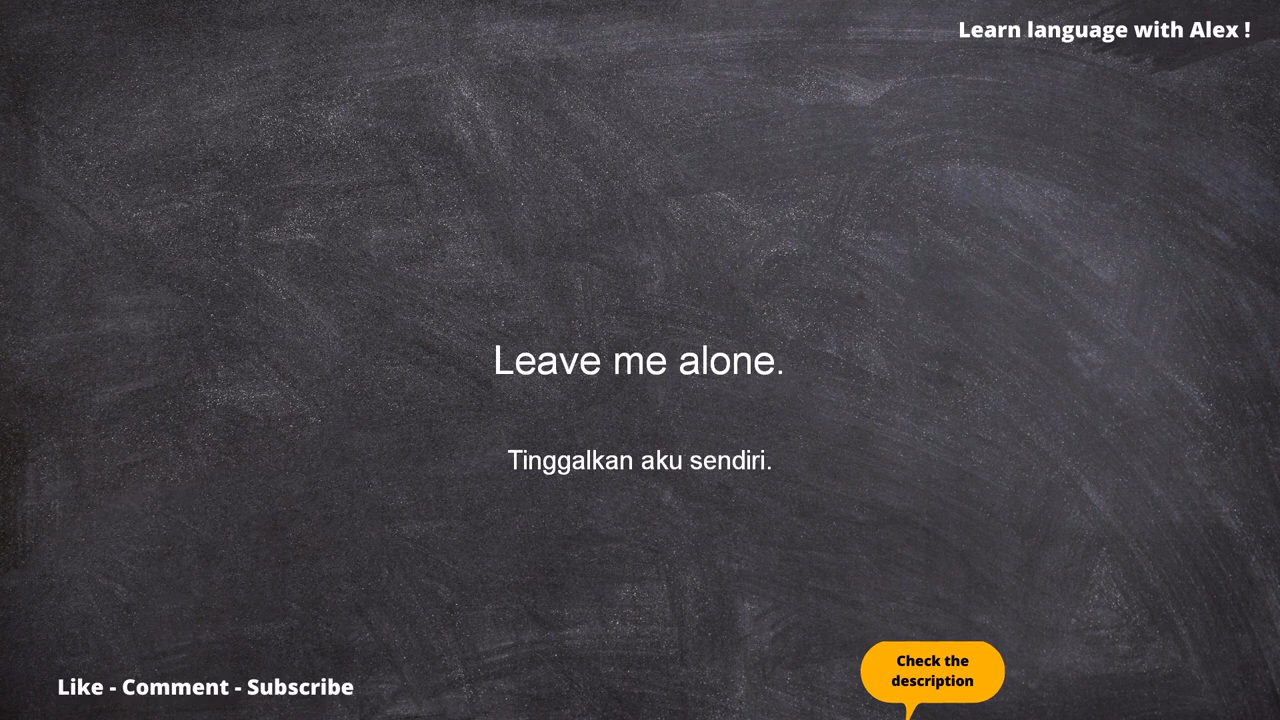 Learn language with Alex !
Leave me alone.
Tinggalkan aku sendiri.
Check the
description
Like - Comment - Subscribe